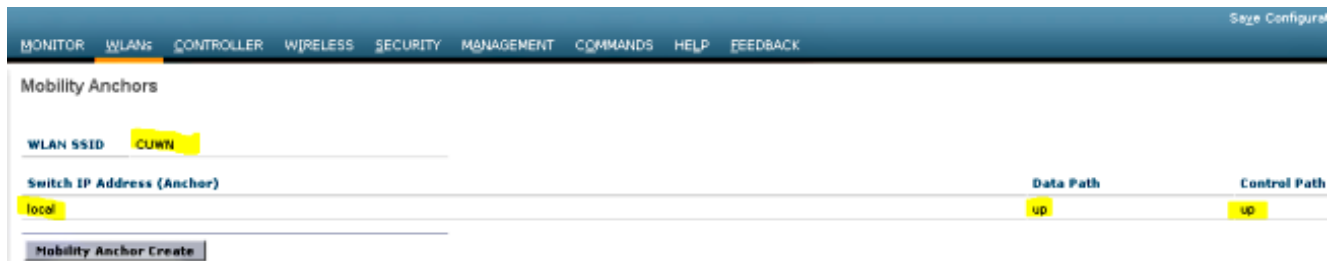 Save Configurat
MONITOR WLANs CONTROLLER WIRELESS SECURITY MANAGEMENT COMMANDS HELP FEEDBACK
Mobility Anchors
WLAN SSID CUWN
Switch IP Address (Anchor) Data Path Control Path
local up up
Mobility Anchor Create